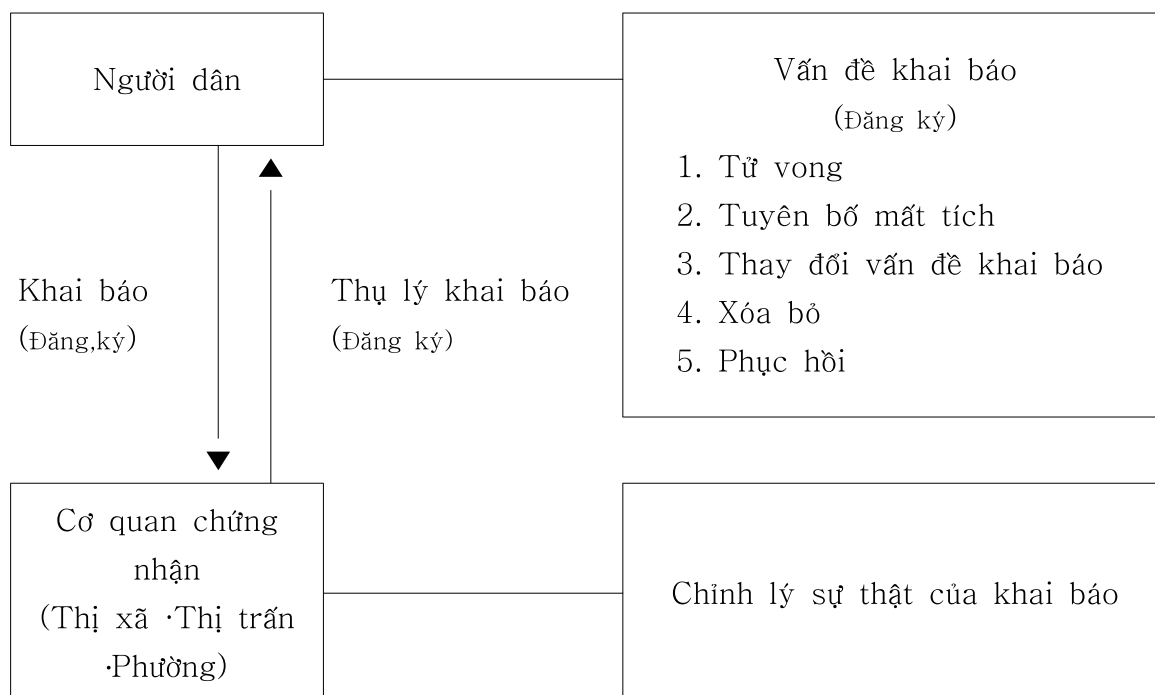 Người dân
Vấn đề khai báo
(Đăng ký)
1. Tử vong
2. Tuyên bố mất tích
3. Thay đổi vấn đề khai báo
4. Xóa bỏ
5. Phục hồi
Khai báo
(Đăng,ký)
Thụ lý khai báo
(Đăng ký)
Cơ quan chứng
nhận
(Thị xã ·Thị trấn
·Phường)
Chỉnh lý sự thật của khai báo